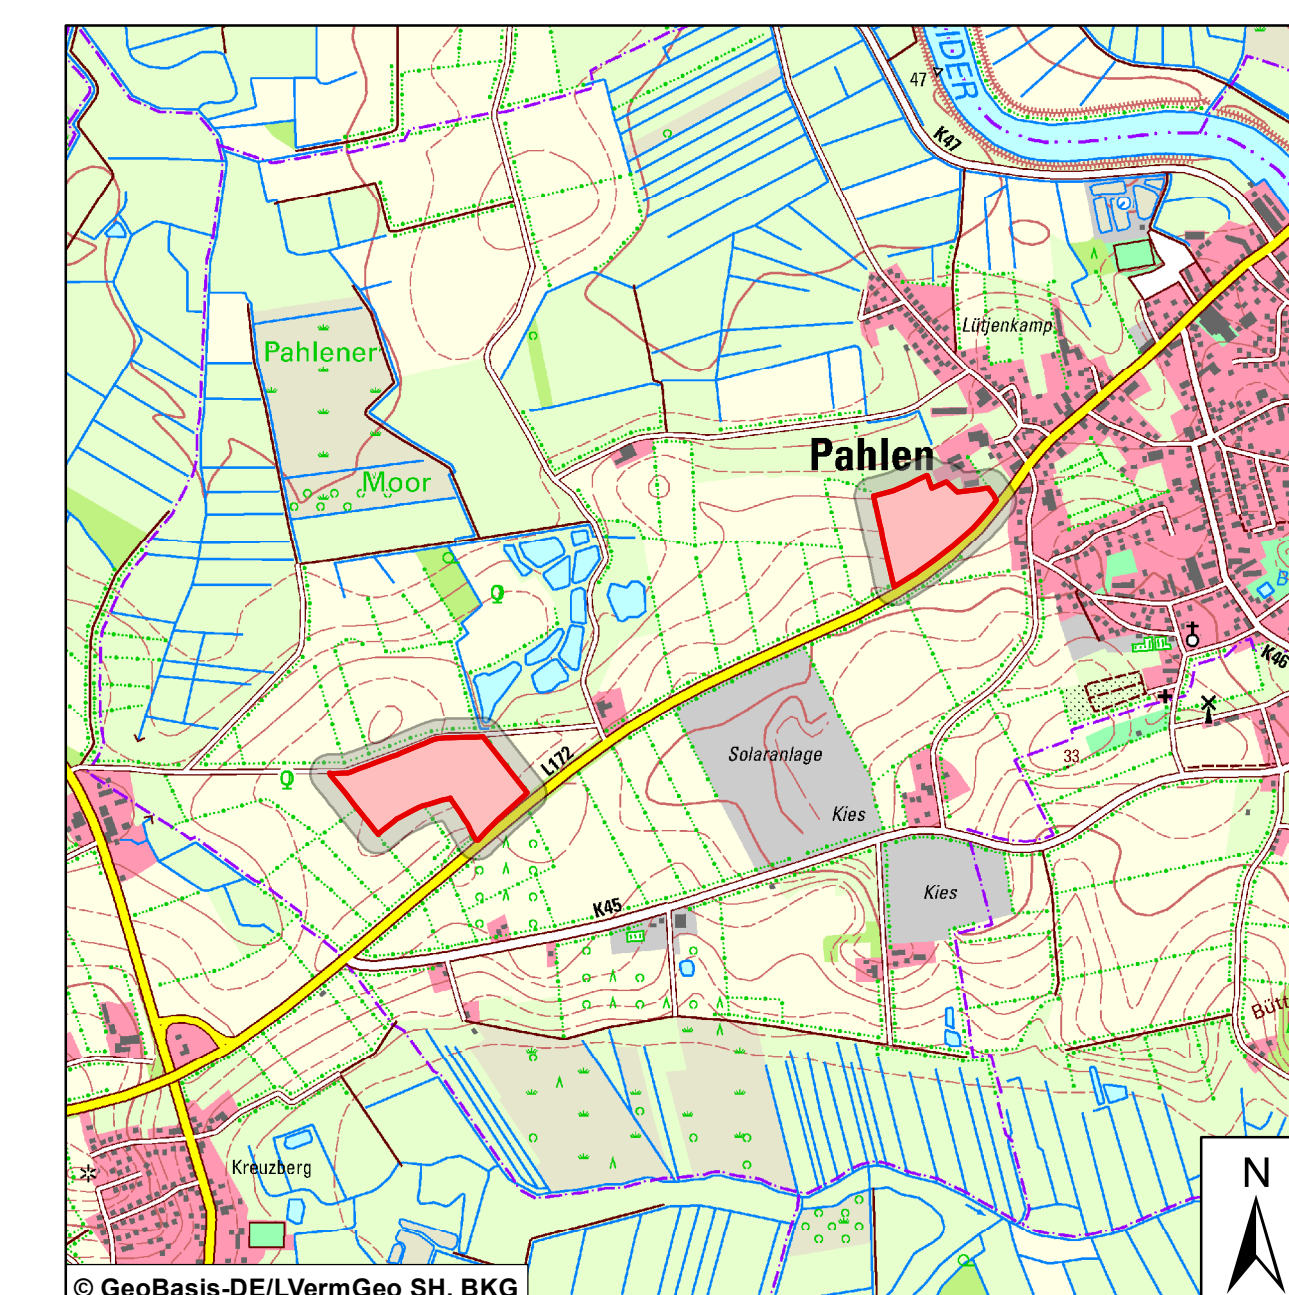 IDER
47
K47
Lütjenkamp
Pahlener
Moor
Pahlen
B
K46
L172
Solaranlage
33
Kies
Kies
K45
Bütt
Kreuzberg
N
© GeoBasis-DE/LVermGeo SH, BKG